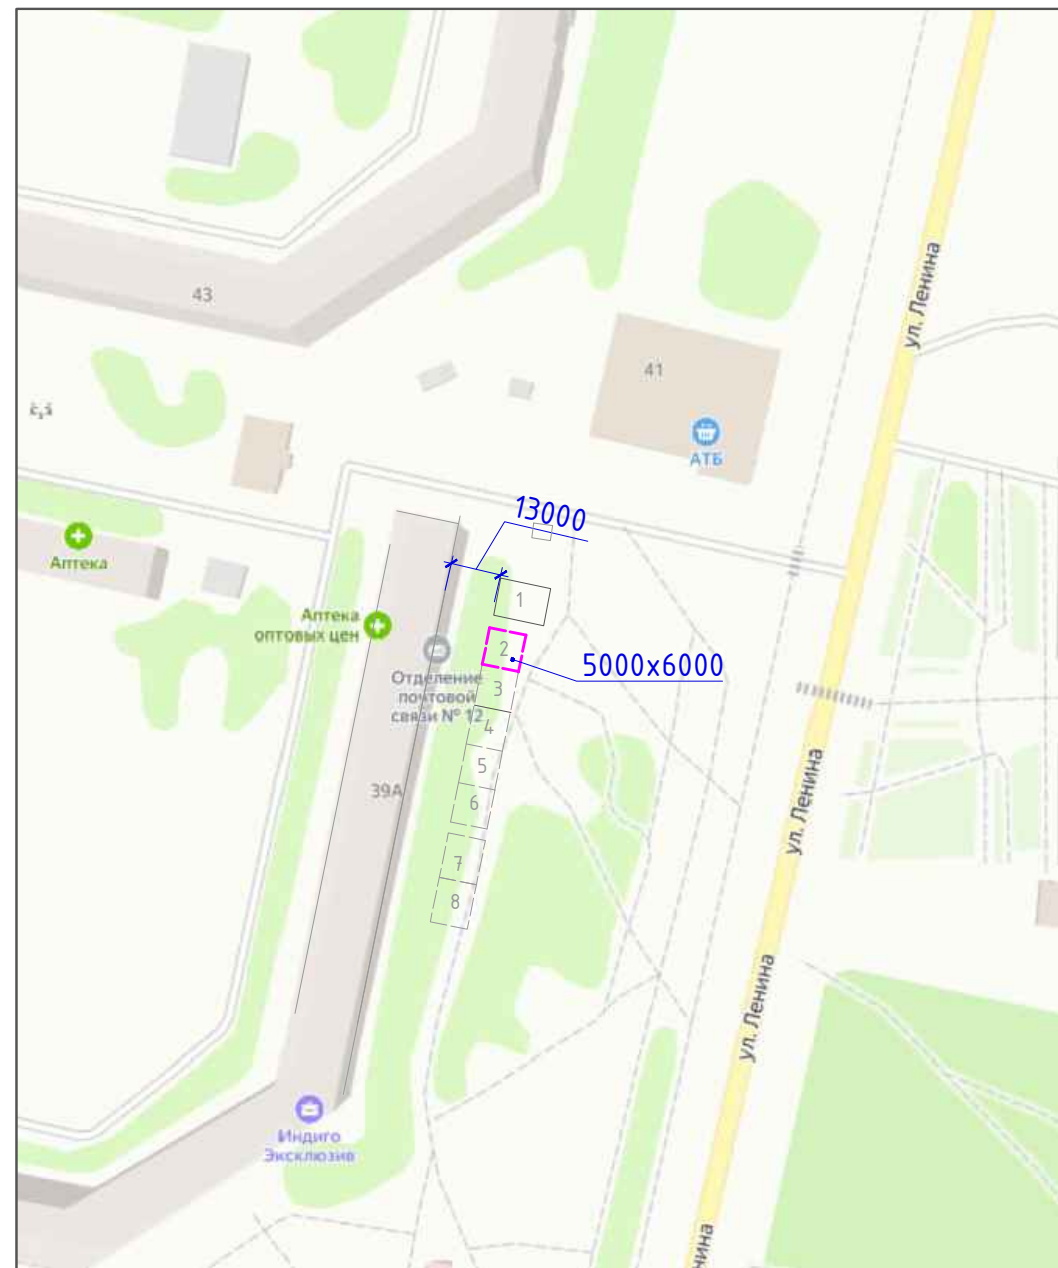 ул. Ленина
43
41
АТБ
13000
Аптека
Аптека
оптовых цен
1
2
5000х6000
Отделение
почтовой
связи № 12
3
4
5
39А
6
ул. Ленина
7
8
ул. Ленина
Индиго
Эксклюзив
нина